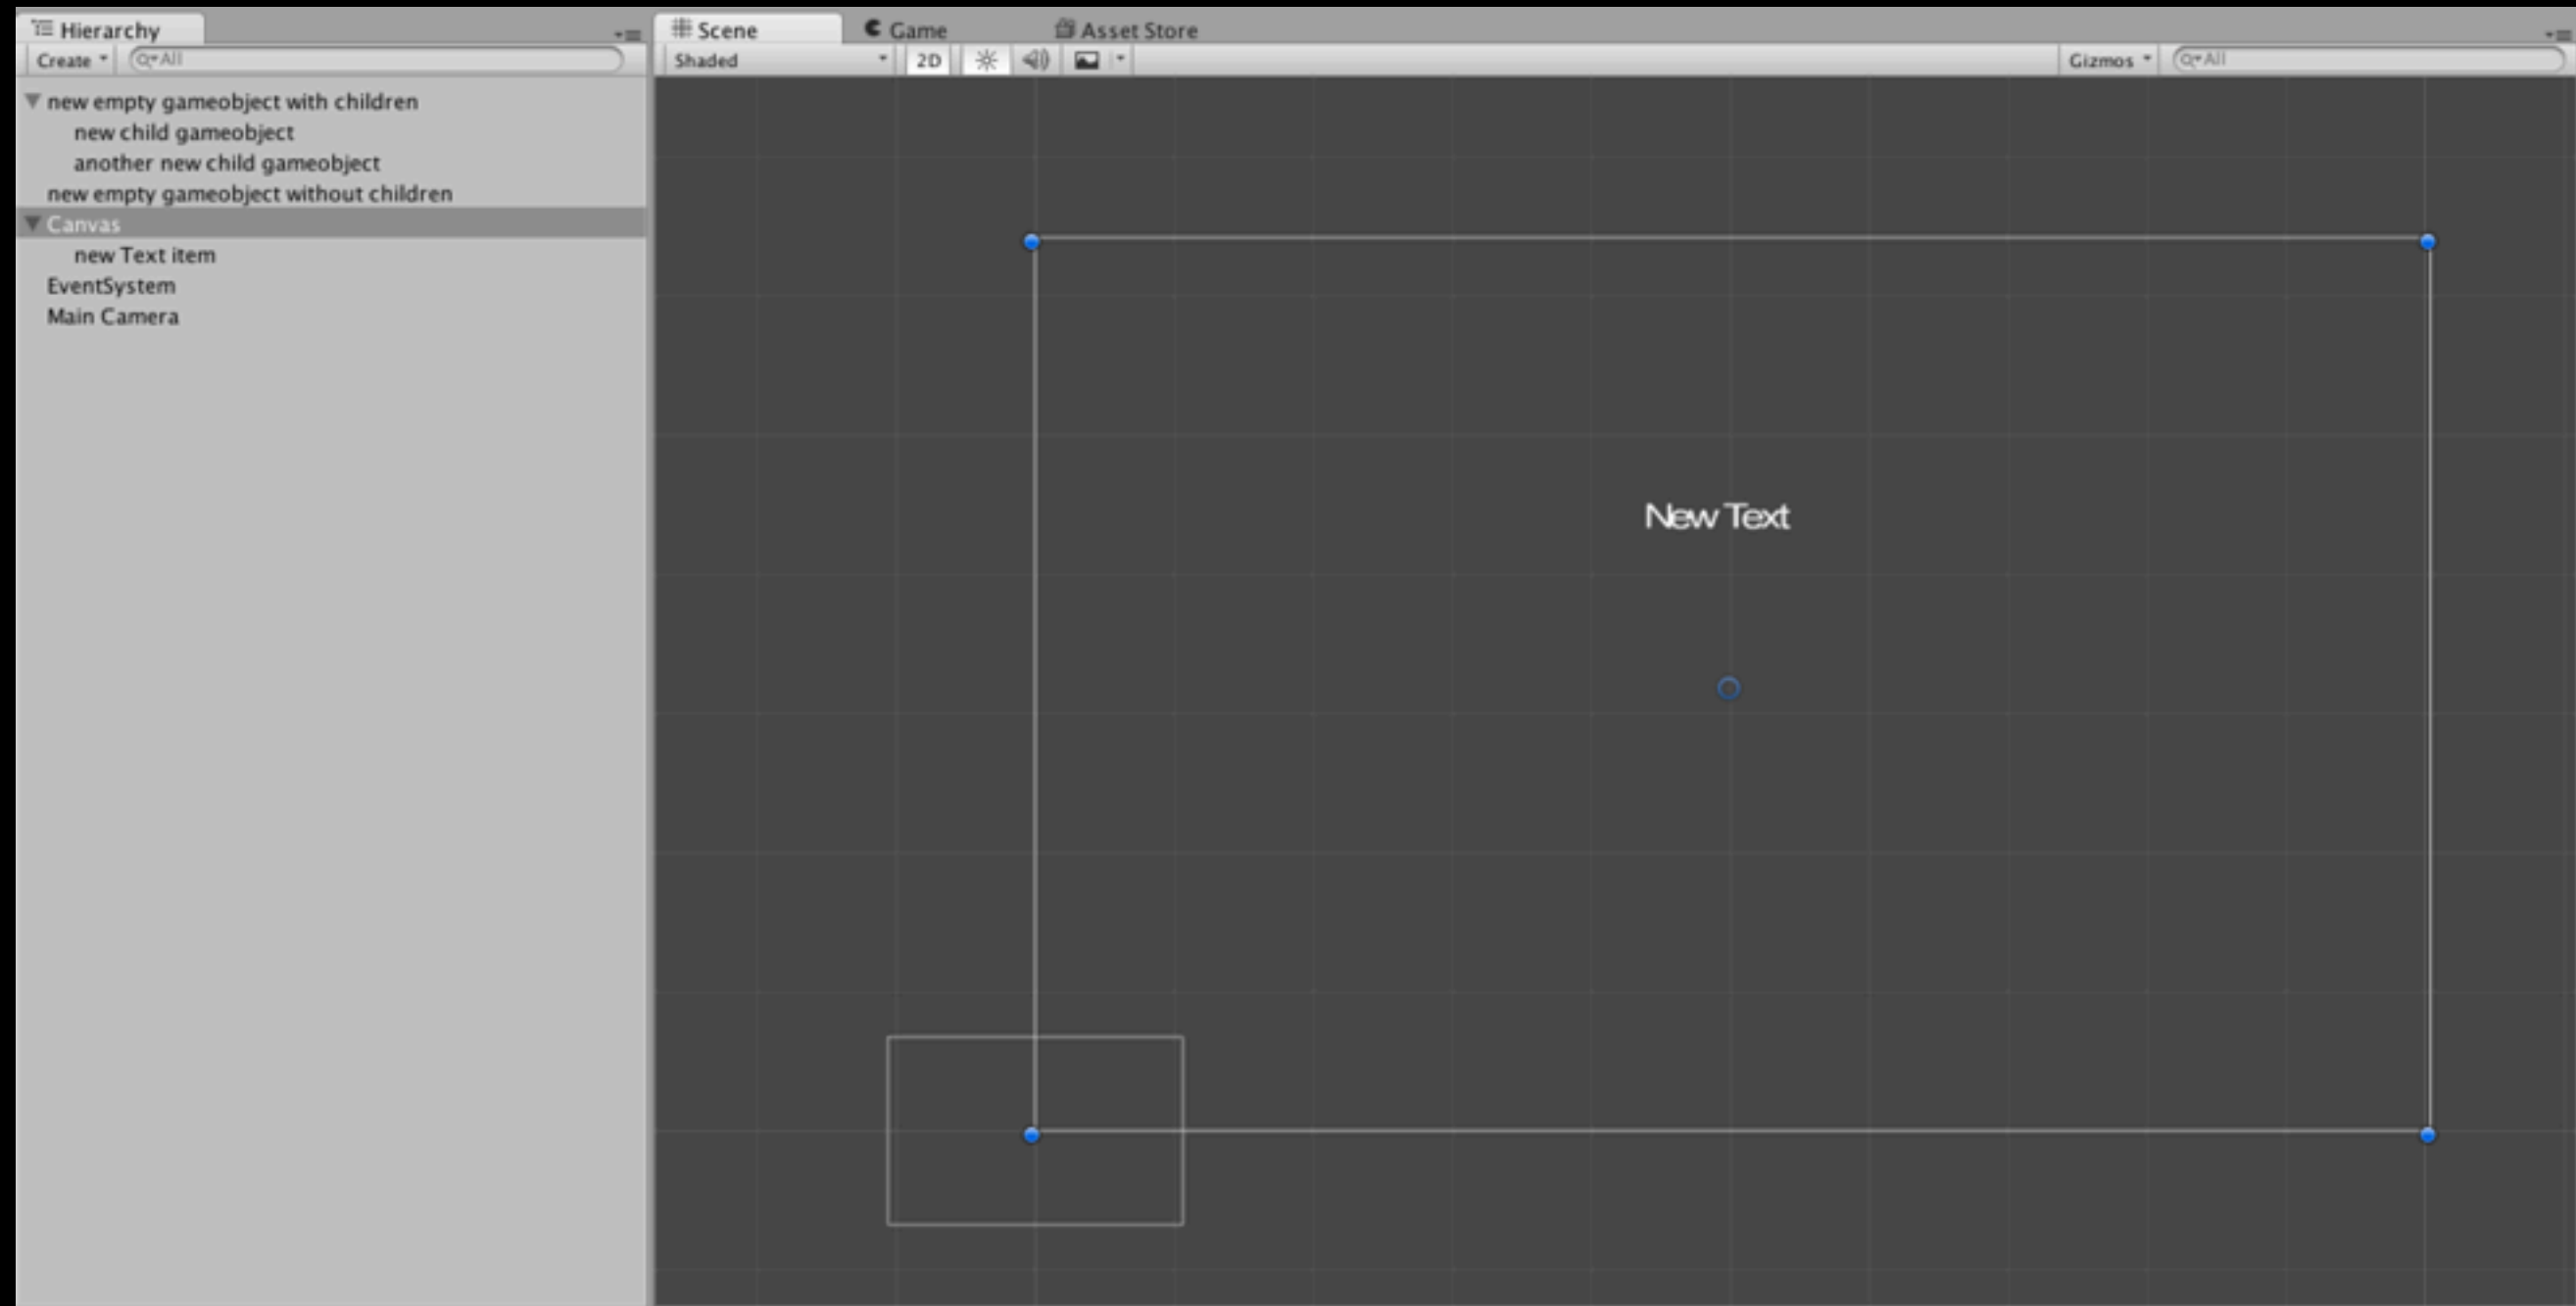 Hierarchy
Create All
new empty gameobject with children
new child gameobject
another new child gameobject
new empty gameobject without children
Canvas
new Text item
EventSystem
Main Camera
Scene Game Asset Store
Shaded 2D Gizmos All
New Text